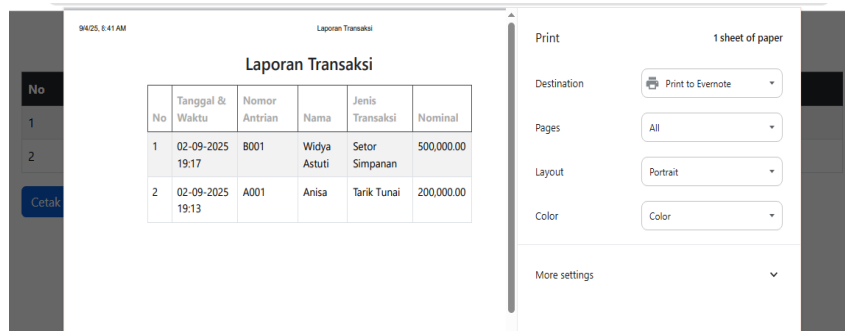 9/4/25, 6:41 AM Laporan Transaksi
Laporan Transaksi
No Tanggal & Waktu Nomor Antrian Nama Jenis Transaksi Nominal
1 02-09-2025 19:17 B001 Widya Astuti Setor Simpanan 500,000.00
2 02-09-2025 19:13 A001 Anisa Tarik Tunai 200,000.00
No
1
2
Cetak
Print 1 sheet of paper
Destination Print to Evernote
Pages All
Layout Portrait
Color Color
More settings